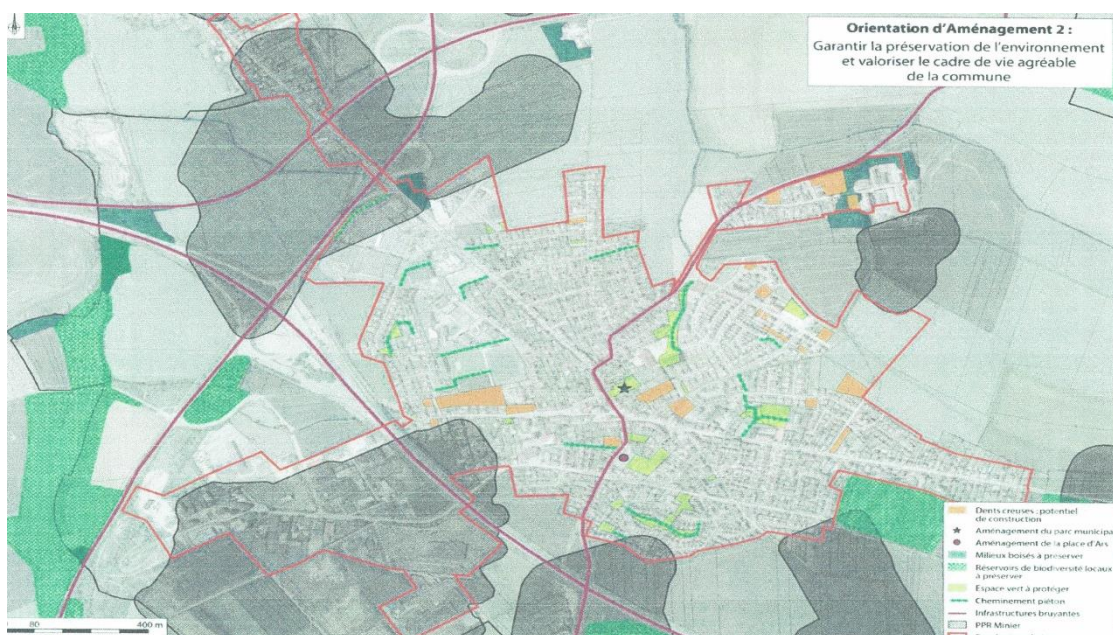 Orientation d'Aménagement 2 :
Garantir la préservation de l'environnement
et valoriser le cadre de vie agréable
de la commune
Dents creuses : potentiel
de construction
Aménagement du parc municipa
Aménagement de la place d'Ars
Milieux boisés à préserver
Réservoirs de biodiversité locaux
à préserver
Espace vert à protéger
Cheminement piéton
Infrastructures bruyantes
PPR Minier
80
400 m